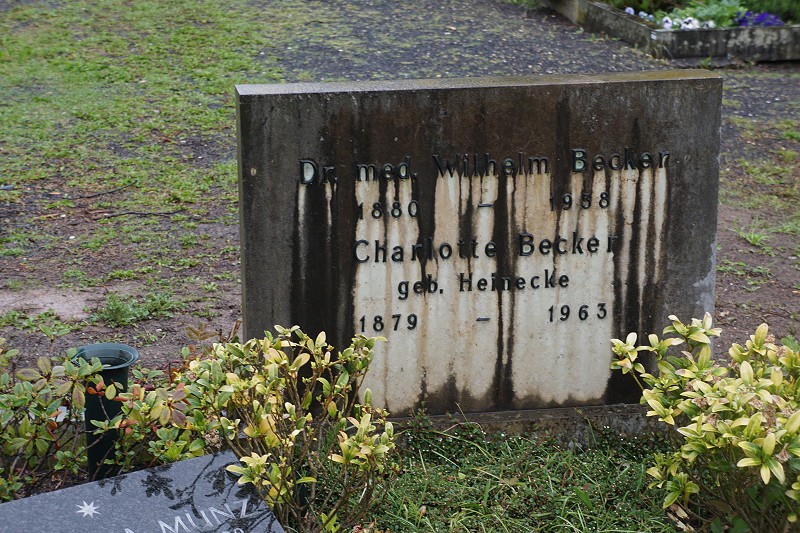 Dr. med. Wilhelm Becker
1880 – 1958
Charlotte Becker
geb. Heinecke
1879 – 1963
MUNZ